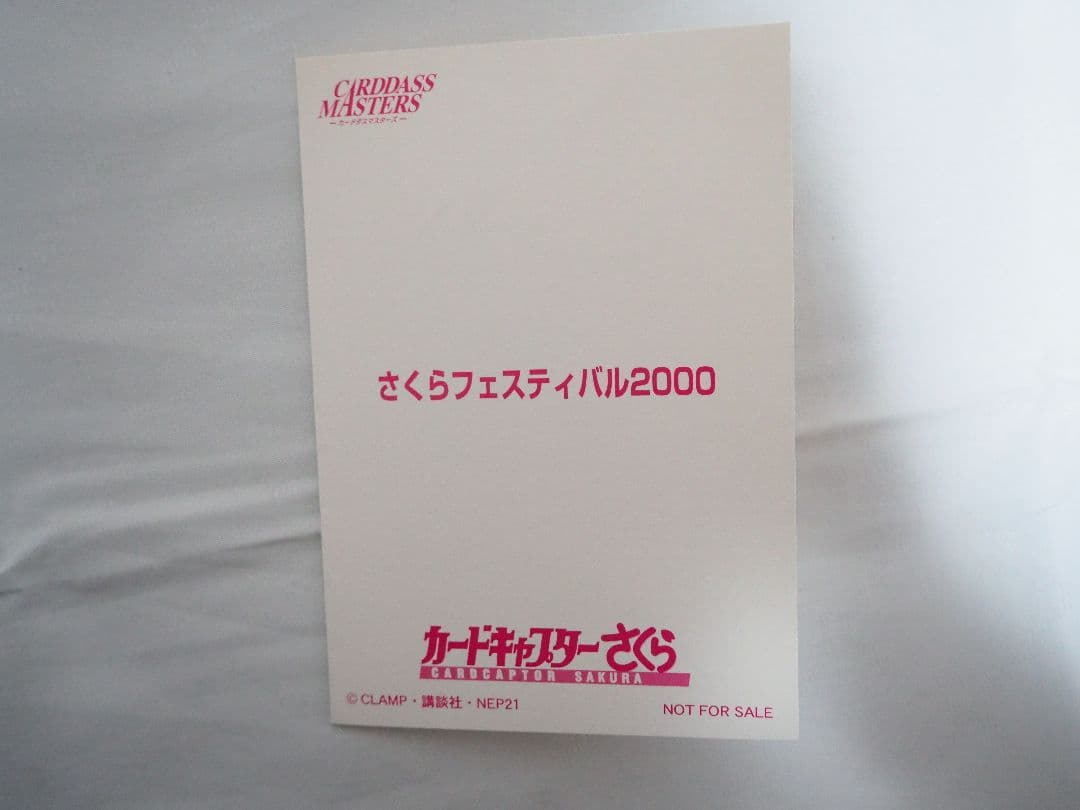 CARDDASS
MASTERS
ーカードダスマスターズー
さくらフェスティバル2000
カードキャプターさくら
CARDCAPTOR SAKURA
©CLAMP・講談社・NEP21
NOT FOR SALE